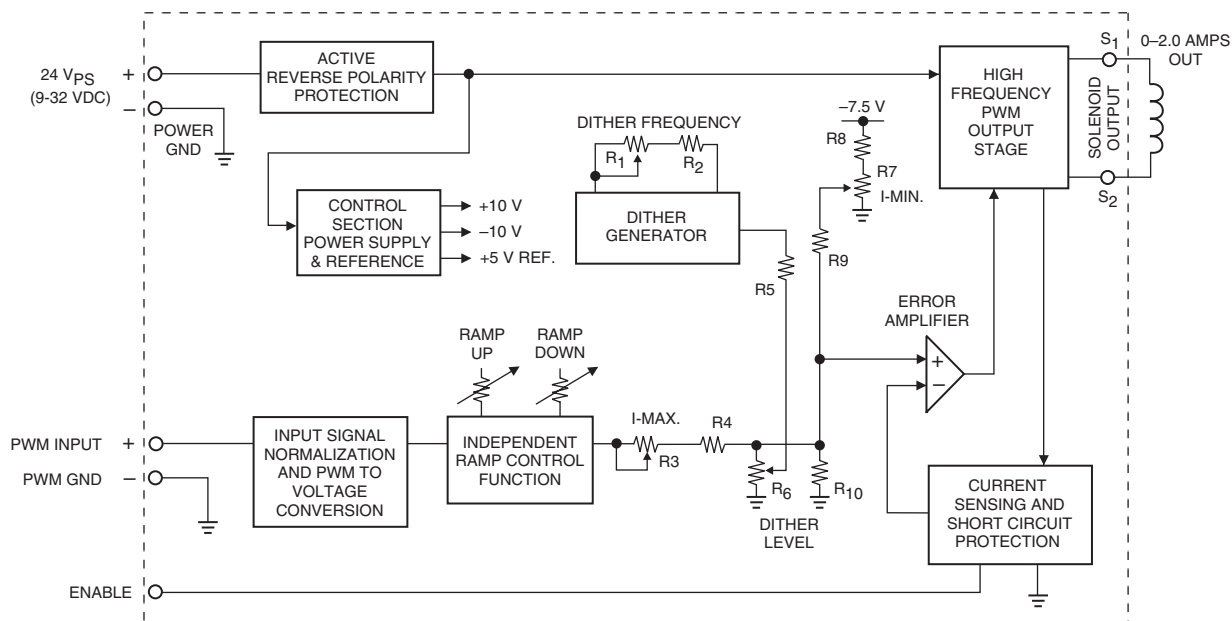 24 VPS
(9-32 VDC)
+
–
POWER
GND
ACTIVE
REVERSE POLARITY
PROTECTION
HIGH
FREQUENCY
PWM
OUTPUT
STAGE
S1
S2
SOLENOID
OUTPUT
0–2.0 AMPS
OUT
DITHER FREQUENCY
R1
R2
DITHER
GENERATOR
–7.5 V
R8
R7
I-MIN.
R9
R5
CONTROL
SECTION
POWER SUPPLY
& REFERENCE
+10 V
–10 V
+5 V REF.
ERROR
AMPLIFIER
+
–
RAMP
UP
RAMP
DOWN
PWM INPUT
+
PWM GND
–
INPUT SIGNAL
NORMALIZATION
AND PWM TO
VOLTAGE
CONVERSION
INDEPENDENT
RAMP CONTROL
FUNCTION
I-MAX.
R3
R4
R6
R10
DITHER
LEVEL
CURRENT
SENSING AND
SHORT CIRCUIT
PROTECTION
ENABLE